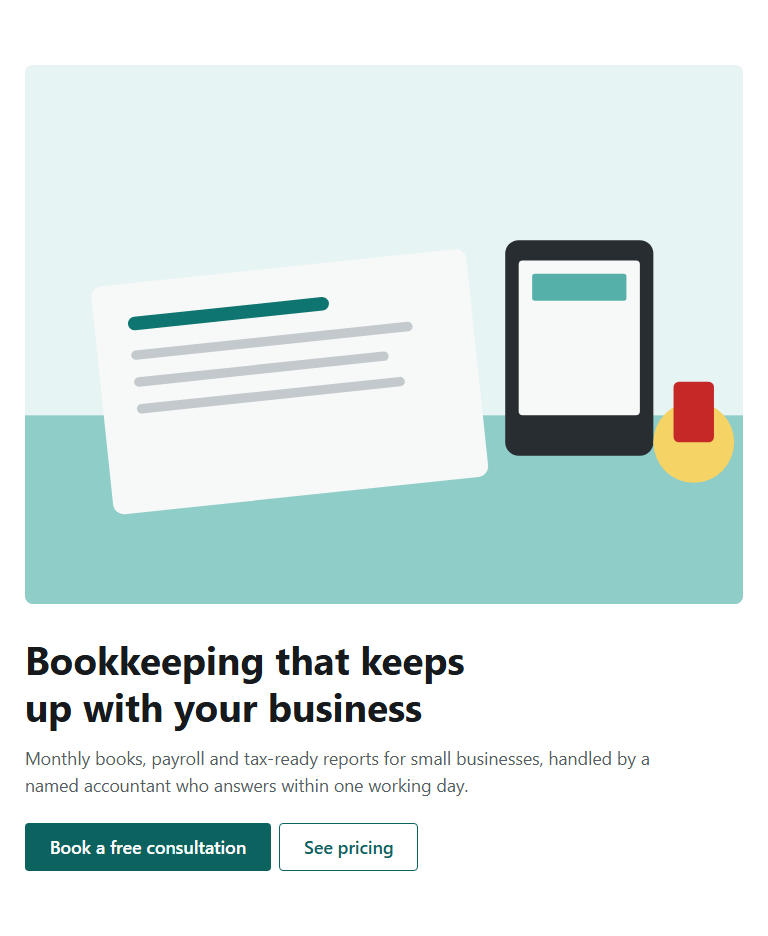 Bookkeeping that keeps
up with your business
Monthly books, payroll and tax-ready reports for small businesses, handled by a
named accountant who answers within one working day.
Book a free consultation
See pricing